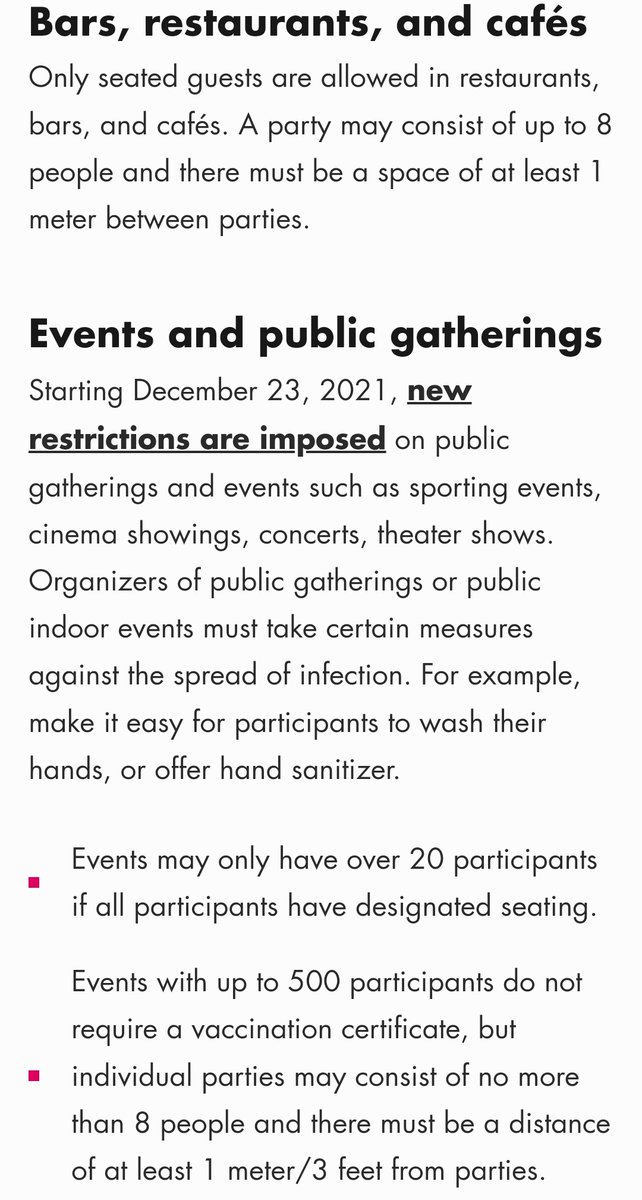 Bars, restaurants, and cafés
Only seated guests are allowed in restaurants,
bars, and cafés. A party may consist of up to 8
people and there must be a space of at least 1
meter between parties.
Events and public gatherings
Starting December 23, 2021, new
restrictions are imposed on public
gatherings and events such as sporting events,
cinema showings, concerts, theater shows.
Organizers of public gatherings or public
indoor events must take certain measures
against the spread of infection. For example,
make it easy for participants to wash their
hands, or offer hand sanitizer.
Events may only have over 20 participants
if all participants have designated seating.
Events with up to 500 participants do not
require a vaccination certificate, but
individual parties may consist of no more
than 8 people and there must be a distance
of at least 1 meter/3 feet from parties.